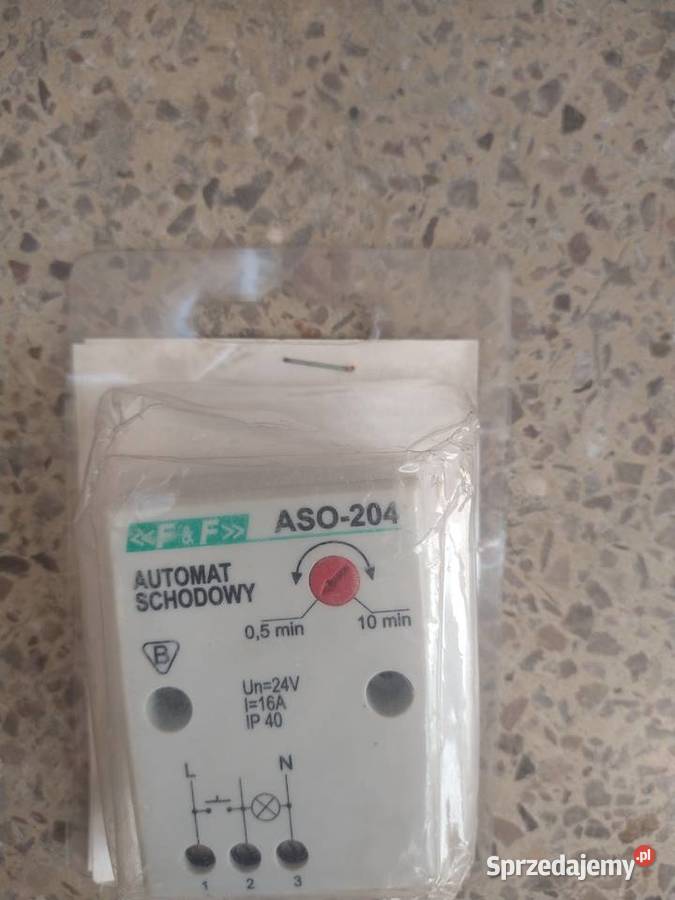 «F&F» ASO-204
AUTOMAT
SCHODOWY
0,5 min 10 min
B
Un=24V
I=16A
IP 40
L N
1 2 3
Sprzedajemy.pl